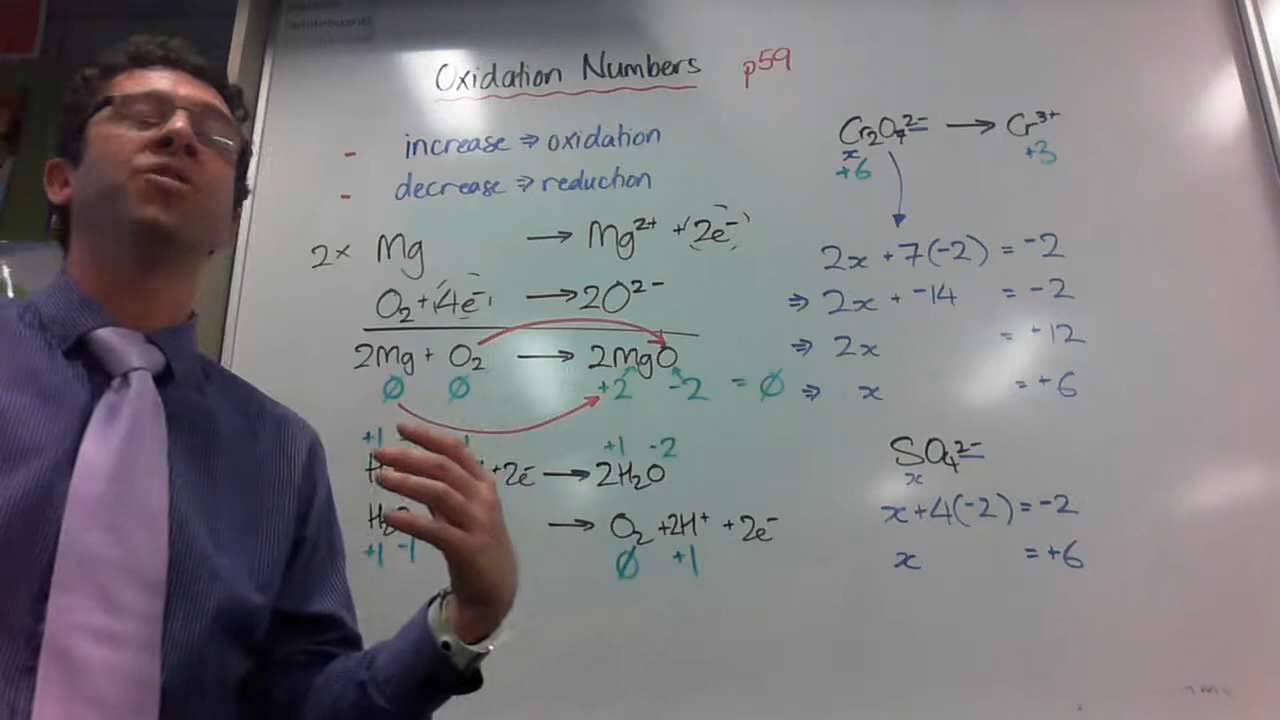 (whiteboard)
Oxidation Numbers p59
- increase ⇒ oxidation
- decrease ⇒ reduction
2× Mg → Mg²⁺ + 2e⁻
O₂ + 4e⁻ → 2O²⁻
2Mg + O₂ → 2MgO
Ø Ø +2 -2 = Ø
+1 +1 -2
+2e⁻ → 2H₂O
H₂ → O₂ + 2H⁺ + 2e⁻
+1 -1 Ø +1
Cr₂O₇²⁻ → Cr³⁺
x +3
+6
2x + 7(-2) = -2
⇒ 2x + -14 = -2
⇒ 2x = +12
⇒ x = +6
SO₄²⁻
x
x+4(-2) = -2
x = +6